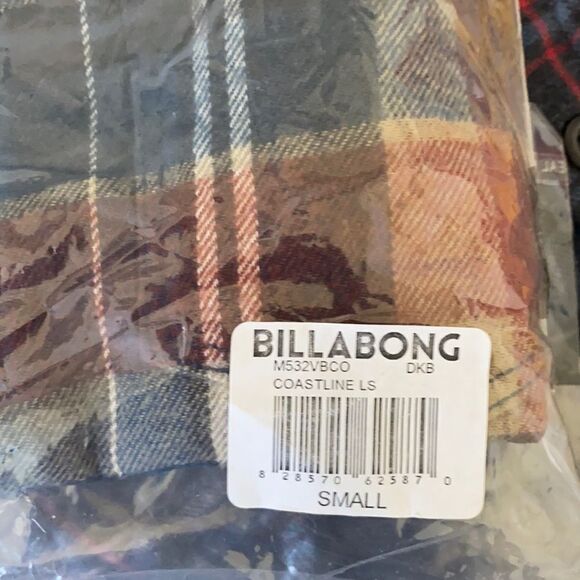 BILLABONG
M532VBCO DKB
COASTLINE LS
8 28570 62587 0
SMALL